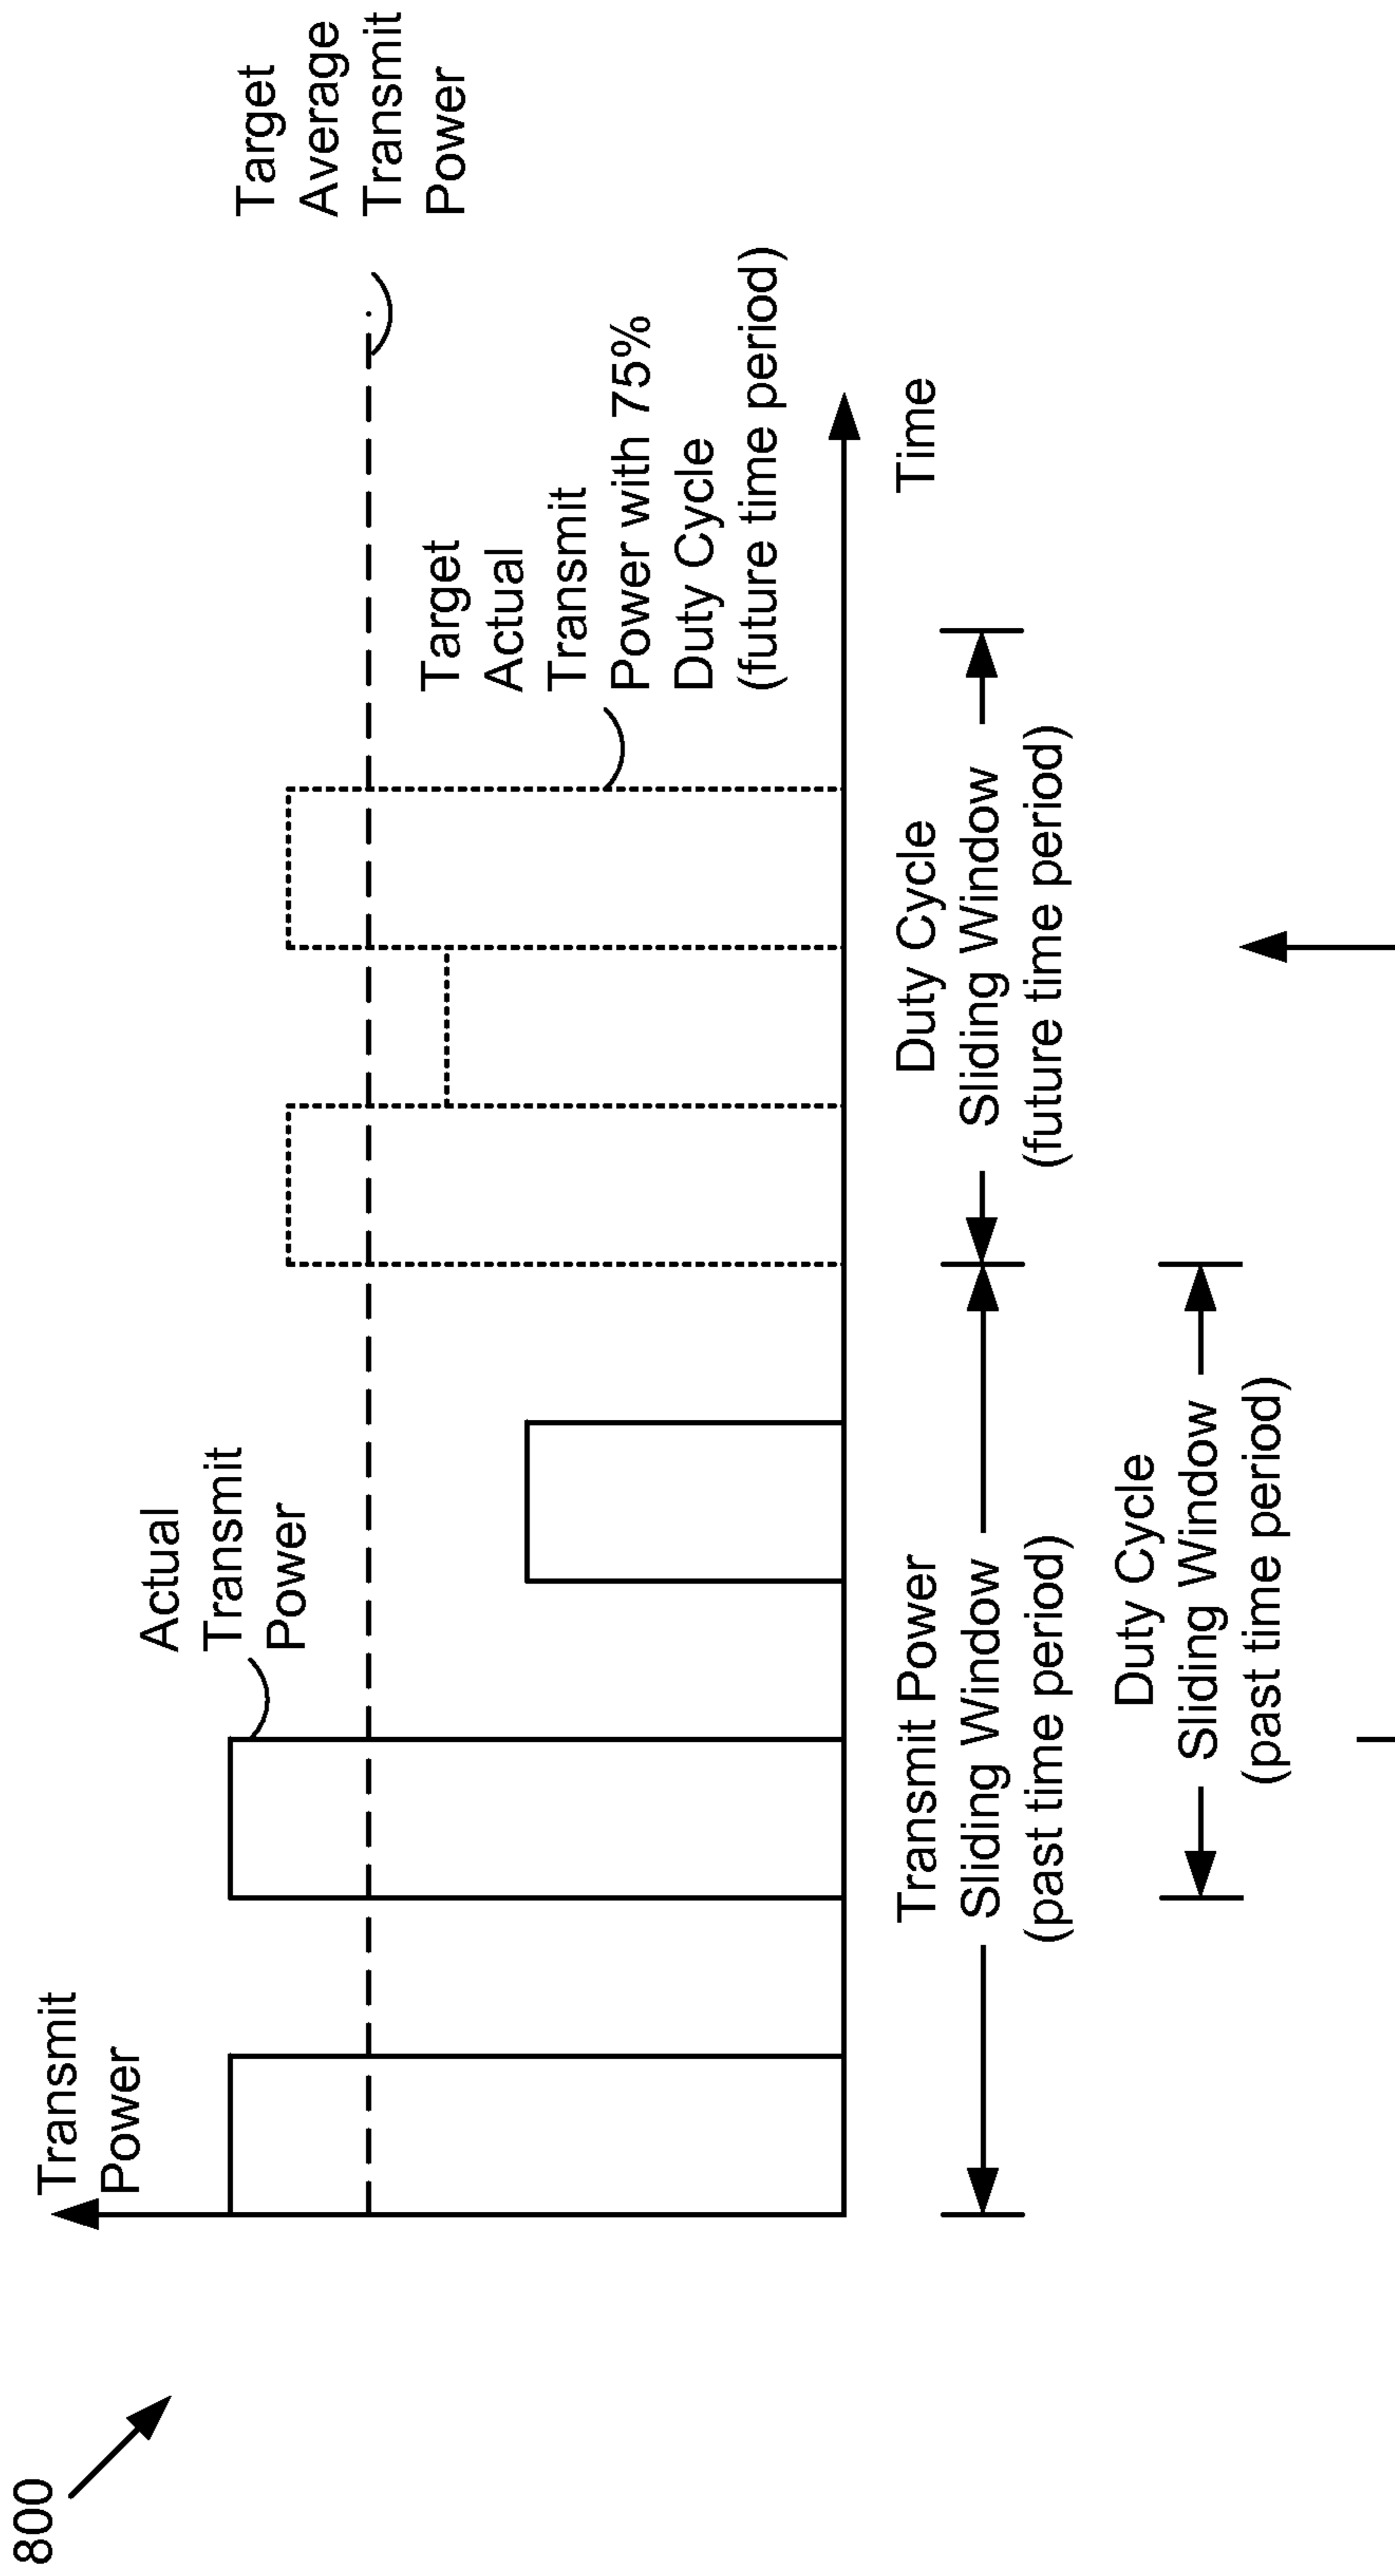 800
Transmit
Power
Actual
Transmit
Power
Target
Average
Transmit
Power
Target
Actual
Transmit
Power with 75%
Duty Cycle
(future time period)
Time
Transmit Power
Sliding Window
(past time period)
Duty Cycle
Sliding Window
(future time period)
Duty Cycle
Sliding Window
(past time period)